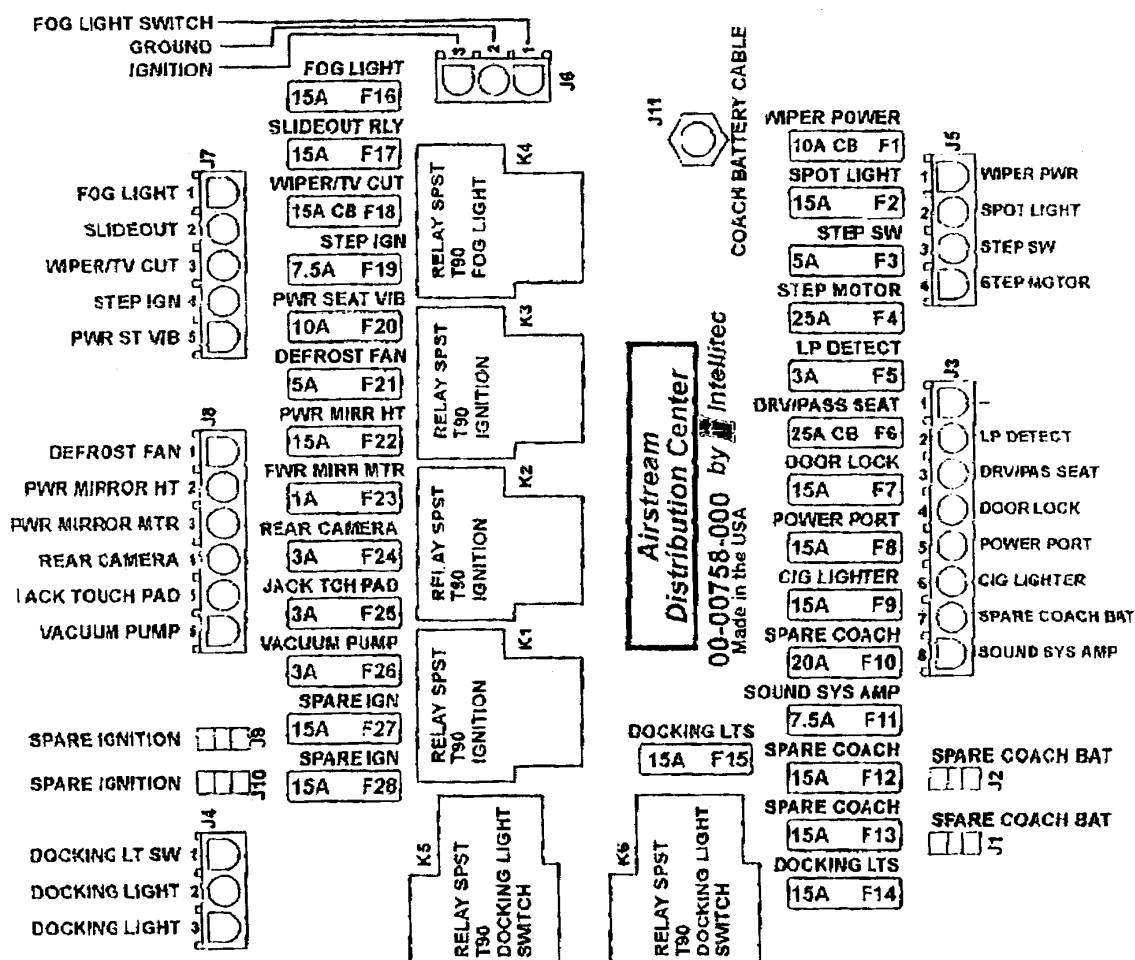 FOG LIGHT SWITCH
GROUND
IGNITION
3
2
1
J6
FOG LIGHT
15A F16
SLIDEOUT RLY
15A F17
WIPER/TV CUT
15A CB F18
STEP IGN
7.5A F19
PWR SEAT VIB
10A F20
DEFROST FAN
5A F21
PWR MIRR HT
15A F22
PWR MIRR MTR
1A F23
REAR CAMERA
3A F24
JACK TCH PAD
3A F25
VACUUM PUMP
3A F26
SPARE IGN
15A F27
SPARE IGN
15A F28
J7
FOG LIGHT 1
SLIDEOUT 2
WIPER/TV CUT 3
STEP IGN 4
PWR ST VIB 5
J8
DEFROST FAN 1
PWR MIRROR HT 2
PWR MIRROR MTR 3
REAR CAMERA 4
JACK TOUCH PAD 5
VACUUM PUMP 6
SPARE IGNITION J9
SPARE IGNITION J10
J4
DOCKING LT SW 1
DOCKING LIGHT 2
DOCKING LIGHT 3
K4
RELAY SPST
T90
FOG LIGHT
K3
RELAY SPST
T90
IGNITION
K2
RELAY SPST
T90
IGNITION
K1
RELAY SPST
T90
IGNITION
K5
RELAY SPST
T90
DOCKING LIGHT
SWITCH
K6
RELAY SPST
T90
DOCKING LIGHT
SWITCH
DOCKING LTS
15A F15
J11
COACH BATTERY CABLE
Airstream
Distribution Center
00-00758-000 by Intellitec
Made in the USA
WIPER POWER
10A CB F1
SPOT LIGHT
15A F2
STEP SW
5A F3
STEP MOTOR
25A F4
LP DETECT
3A F5
DRV/PASS SEAT
25A CB F6
DOOR LOCK
15A F7
POWER PORT
15A F8
CIG LIGHTER
15A F9
SPARE COACH
20A F10
SOUND SYS AMP
7.5A F11
SPARE COACH
15A F12
SPARE COACH
15A F13
DOCKING LTS
15A F14
J5
1 WIPER PWR
2 SPOT LIGHT
3 STEP SW
4 STEP MOTOR
J3
1 –
2 LP DETECT
3 DRV/PAS SEAT
4 DOOR LOCK
5 POWER PORT
6 CIG LIGHTER
7 SPARE COACH BAT
8 SOUND SYS AMP
SPARE COACH BAT
J2
SPARE COACH BAT
J1